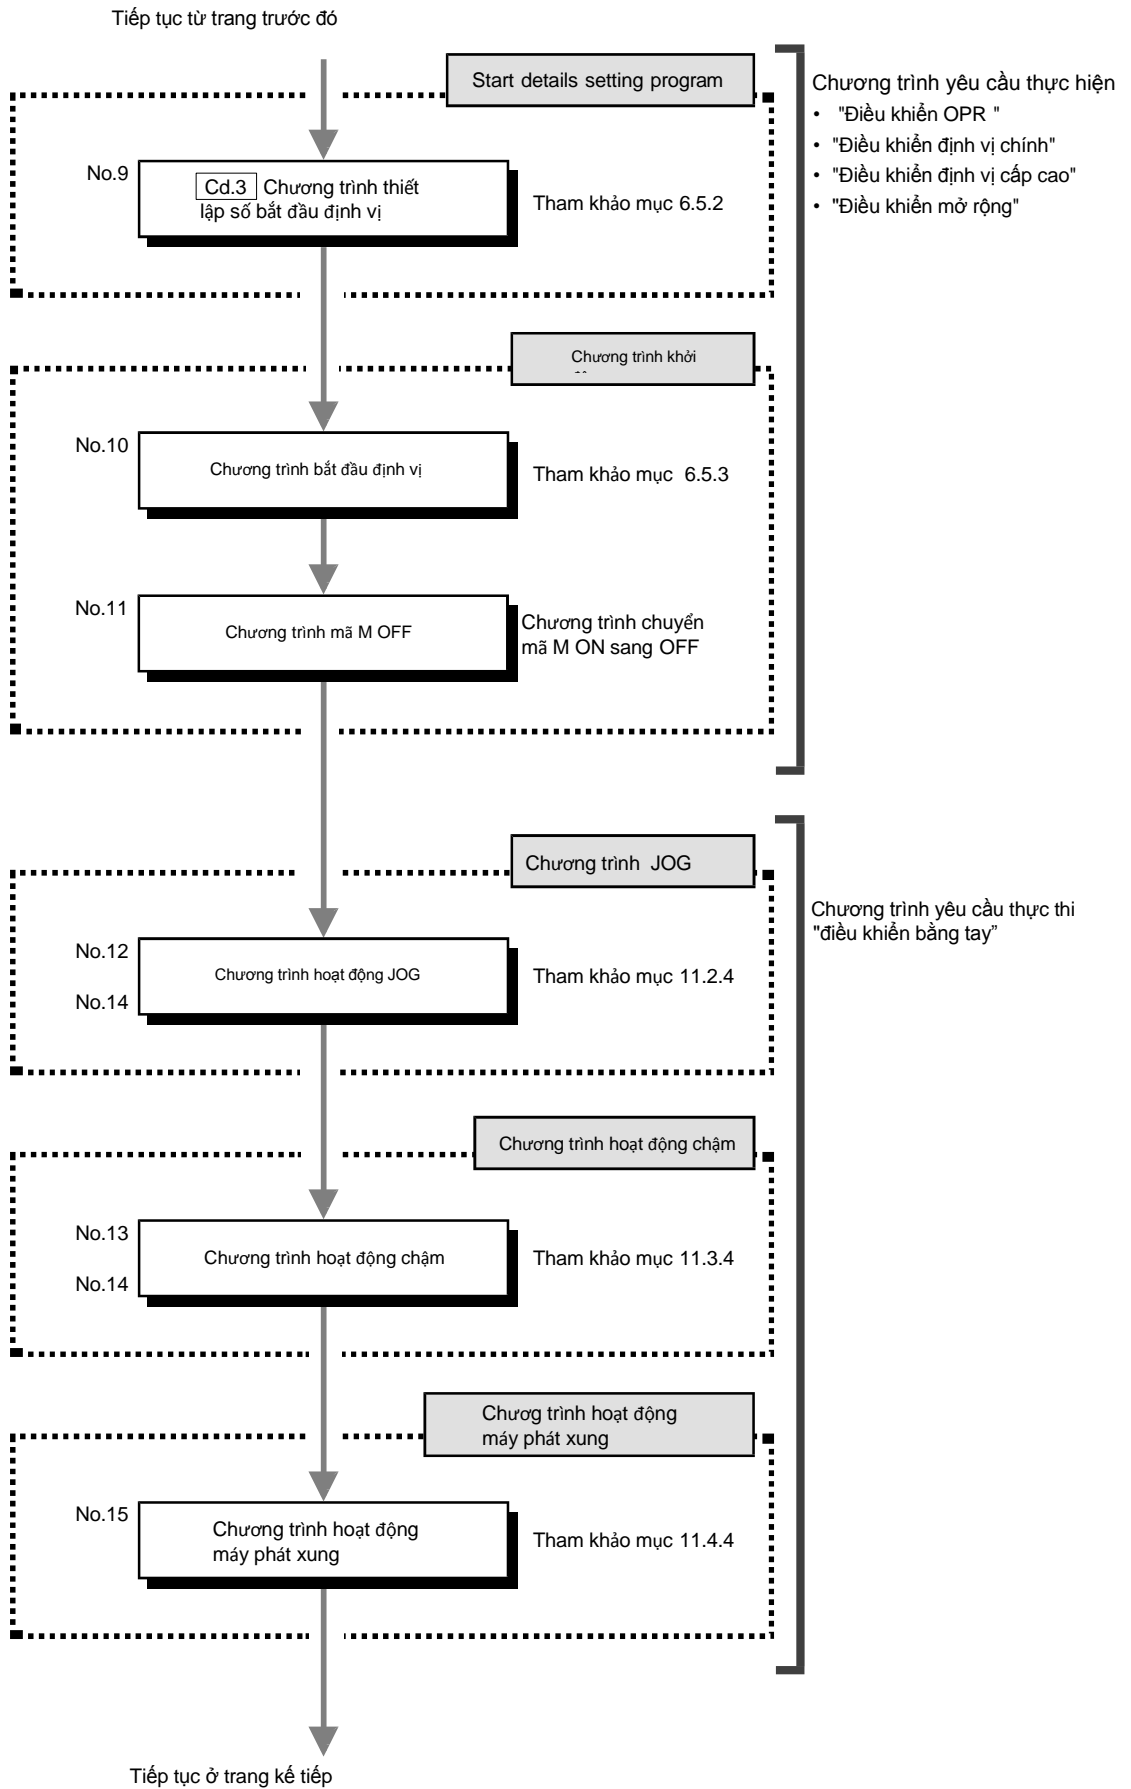 Tiếp tục từ trang trước đó
Start details setting program
Chương trình yêu cầu thực hiện
• "Điều khiển OPR "
• "Điều khiển định vị chính"
• "Điều khiển định vị cấp cao"
• "Điều khiển mở rộng"
No.9
Cd.3 Chương trình thiết
lập số bắt đầu định vị
Tham khảo mục 6.5.2
Chương trình khởi
No.10
Chương trình bắt đầu định vị
Tham khảo mục 6.5.3
No.11
Chương trình mã M OFF
Chương trình chuyển
mã M ON sang OFF
Chương trình JOG
Chương trình yêu cầu thực thi
"điều khiển bằng tay”
No.12
Chương trình hoạt động JOG
Tham khảo mục 11.2.4
No.14
Chương trình hoạt động chậm
No.13
Chương trình hoạt động chậm
Tham khảo mục 11.3.4
No.14
Chươg trình hoạt động
máy phát xung
No.15
Chương trình hoạt động
máy phát xung
Tham khảo mục 11.4.4
Tiếp tục ở trang kế tiếp